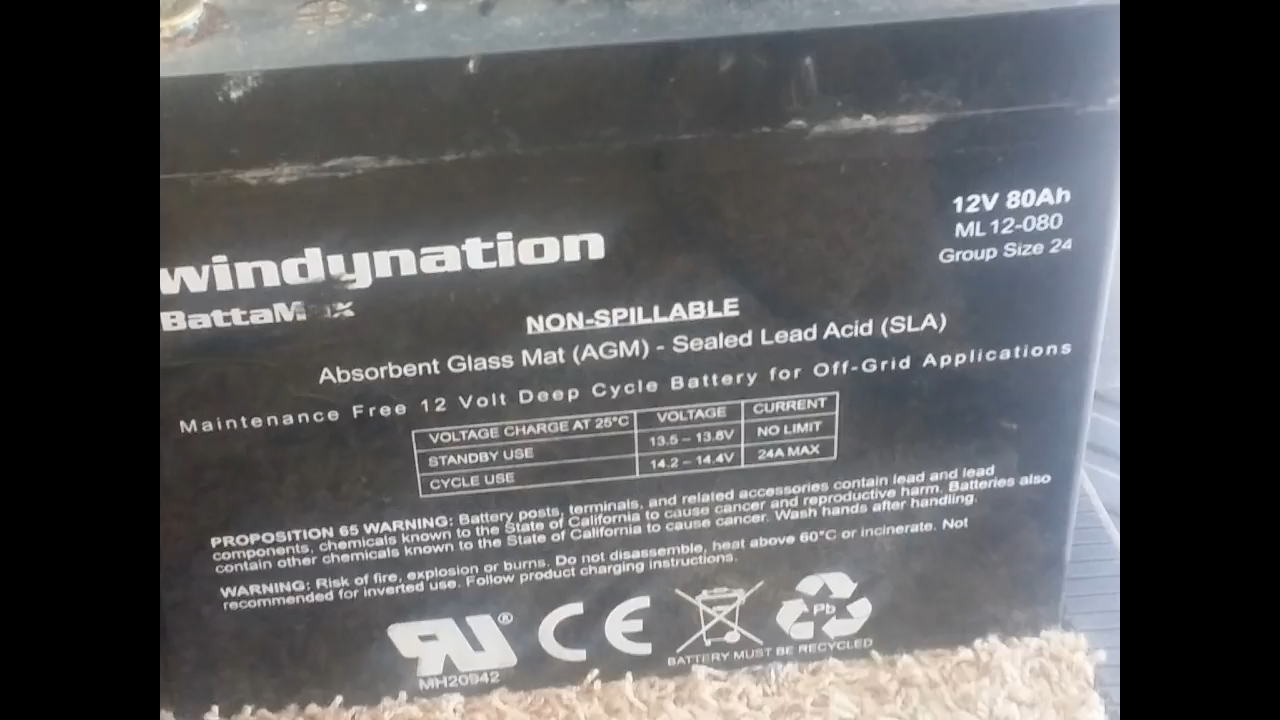 windynation
BattaMax
12V 80Ah
ML12-080
Group Size 24
NON-SPILLABLE
Absorbent Glass Mat (AGM) - Sealed Lead Acid (SLA)
Maintenance Free 12 Volt Deep Cycle Battery for Off-Grid Applications
VOLTAGE CHARGE AT 25°C VOLTAGE CURRENT
STANDBY USE 13.5 – 13.8V NO LIMIT
CYCLE USE 14.2 – 14.4V 24A MAX
PROPOSITION 65 WARNING: Battery posts, terminals, and related accessories contain lead and lead
components, chemicals known to the State of California to cause cancer and reproductive harm. Batteries also
contain other chemicals known to the State of California to cause cancer. Wash hands after handling.
WARNING: Risk of fire, explosion or burns. Do not disassemble, heat above 60°C or incinerate. Not
recommended for inverted use. Follow product charging instructions.
RU®
CE
Pb
MH20942
BATTERY MUST BE RECYCLED